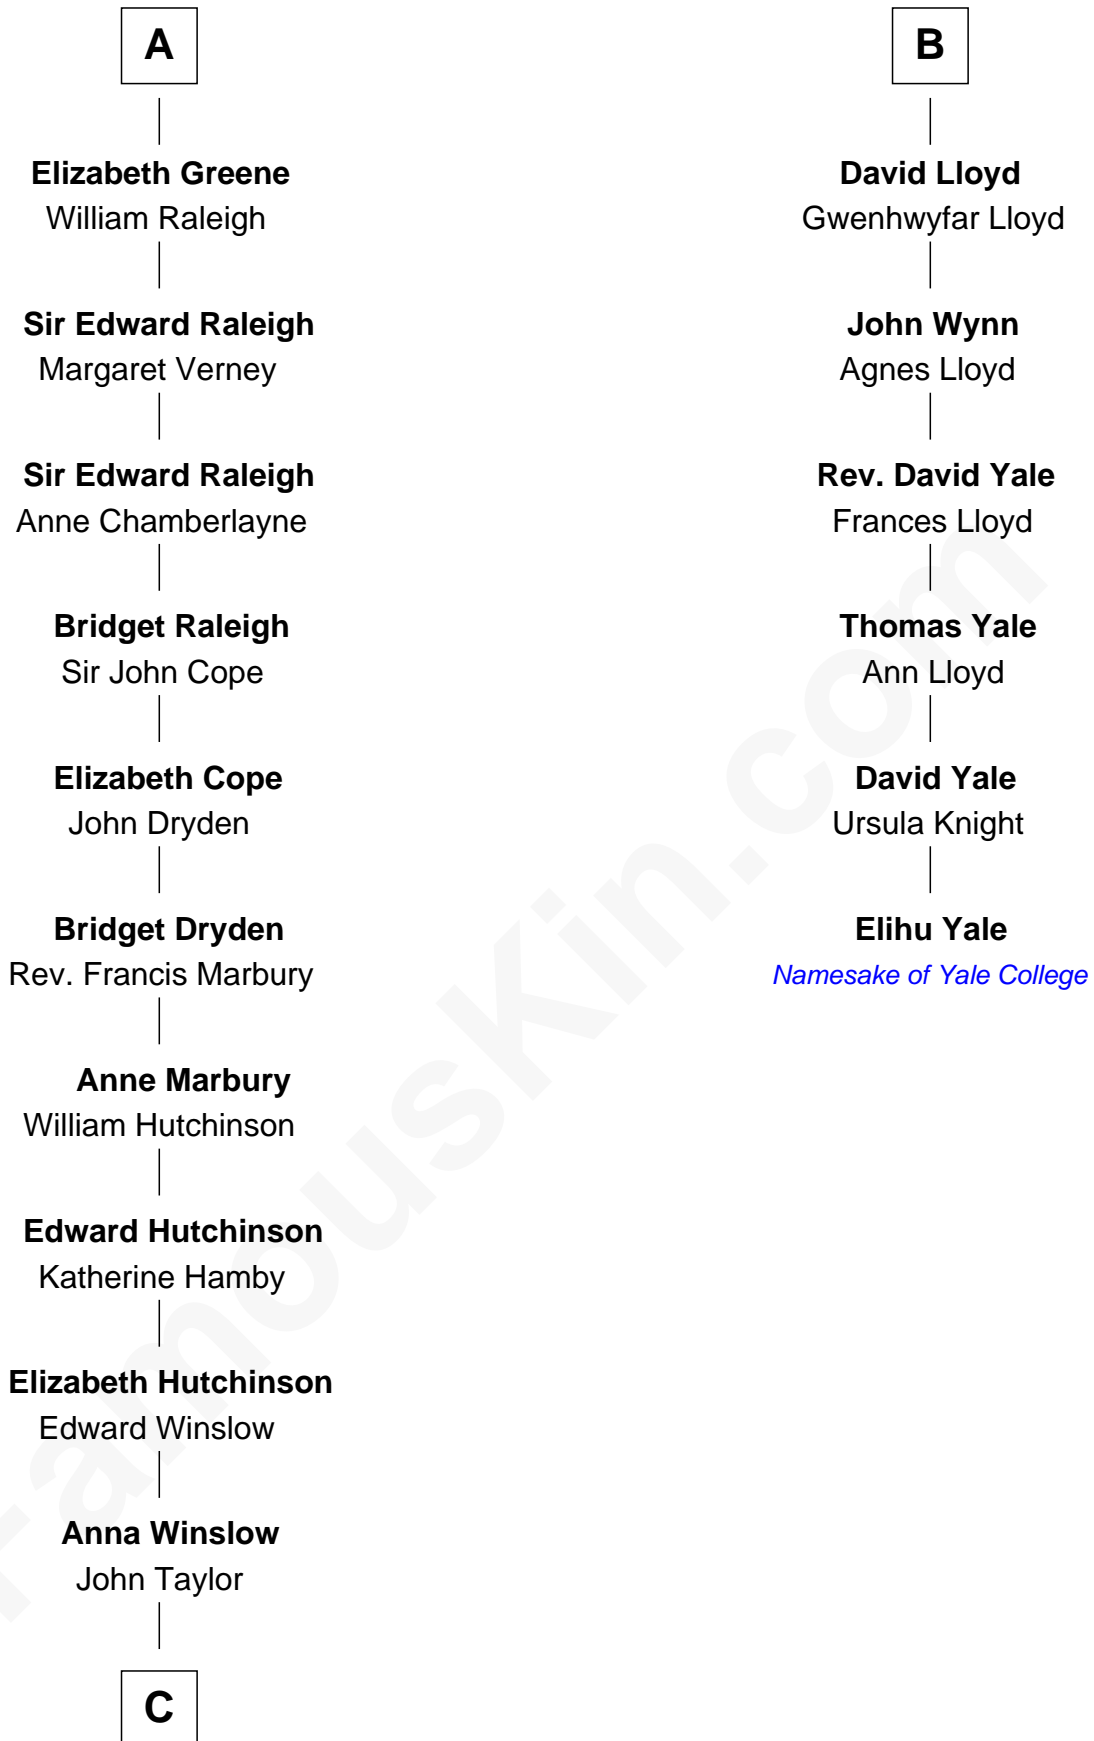 A
Elizabeth Greene
William Raleigh
Sir Edward Raleigh
Margaret Verney
Sir Edward Raleigh
Anne Chamberlayne
Bridget Raleigh
Sir John Cope
Elizabeth Cope
John Dryden
Bridget Dryden
Rev. Francis Marbury
Anne Marbury
William Hutchinson
Edward Hutchinson
Katherine Hamby
Elizabeth Hutchinson
Edward Winslow
Anna Winslow
John Taylor
C
B
David Lloyd
Gwenhwyfar Lloyd
John Wynn
Agnes Lloyd
Rev. David Yale
Frances Lloyd
Thomas Yale
Ann Lloyd
David Yale
Ursula Knight
Elihu Yale
Namesake of Yale College
FamousKin.com